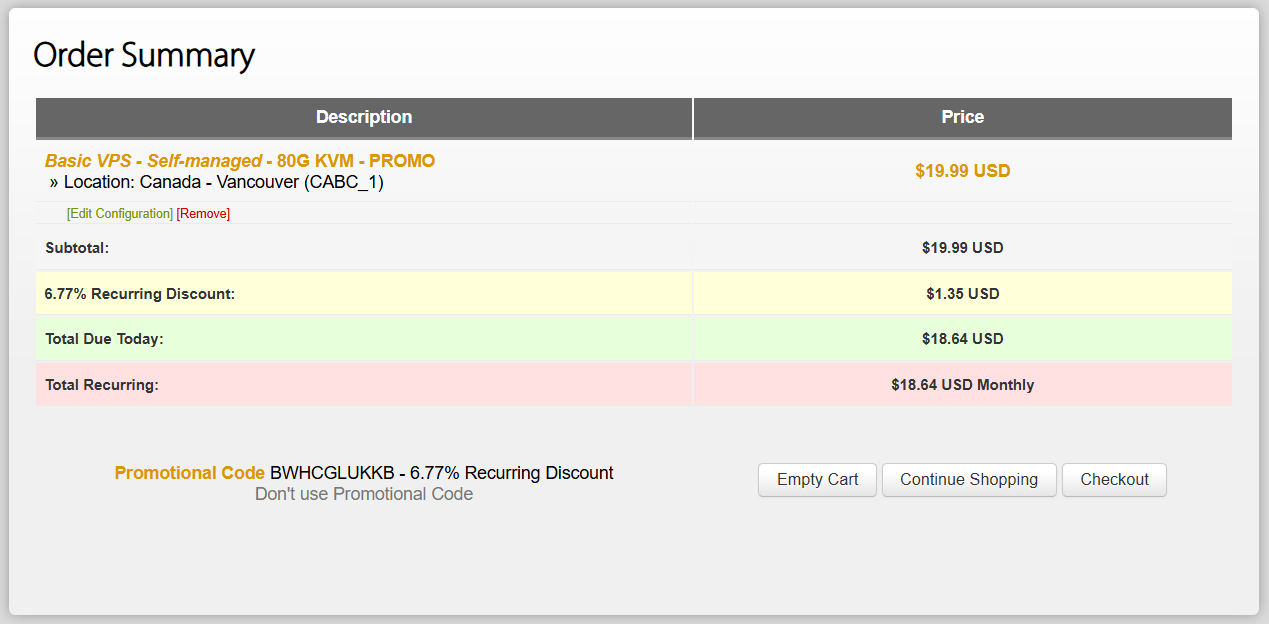 Order Summary
Description Price
Basic VPS - Self-managed - 80G KVM - PROMO $19.99 USD
» Location: Canada - Vancouver (CABC_1)
[Edit Configuration] [Remove]
Subtotal: $19.99 USD
6.77% Recurring Discount: $1.35 USD
Total Due Today: $18.64 USD
Total Recurring: $18.64 USD Monthly
Promotional Code BWHCGLUKKB - 6.77% Recurring Discount
Don't use Promotional Code
Empty Cart Continue Shopping Checkout